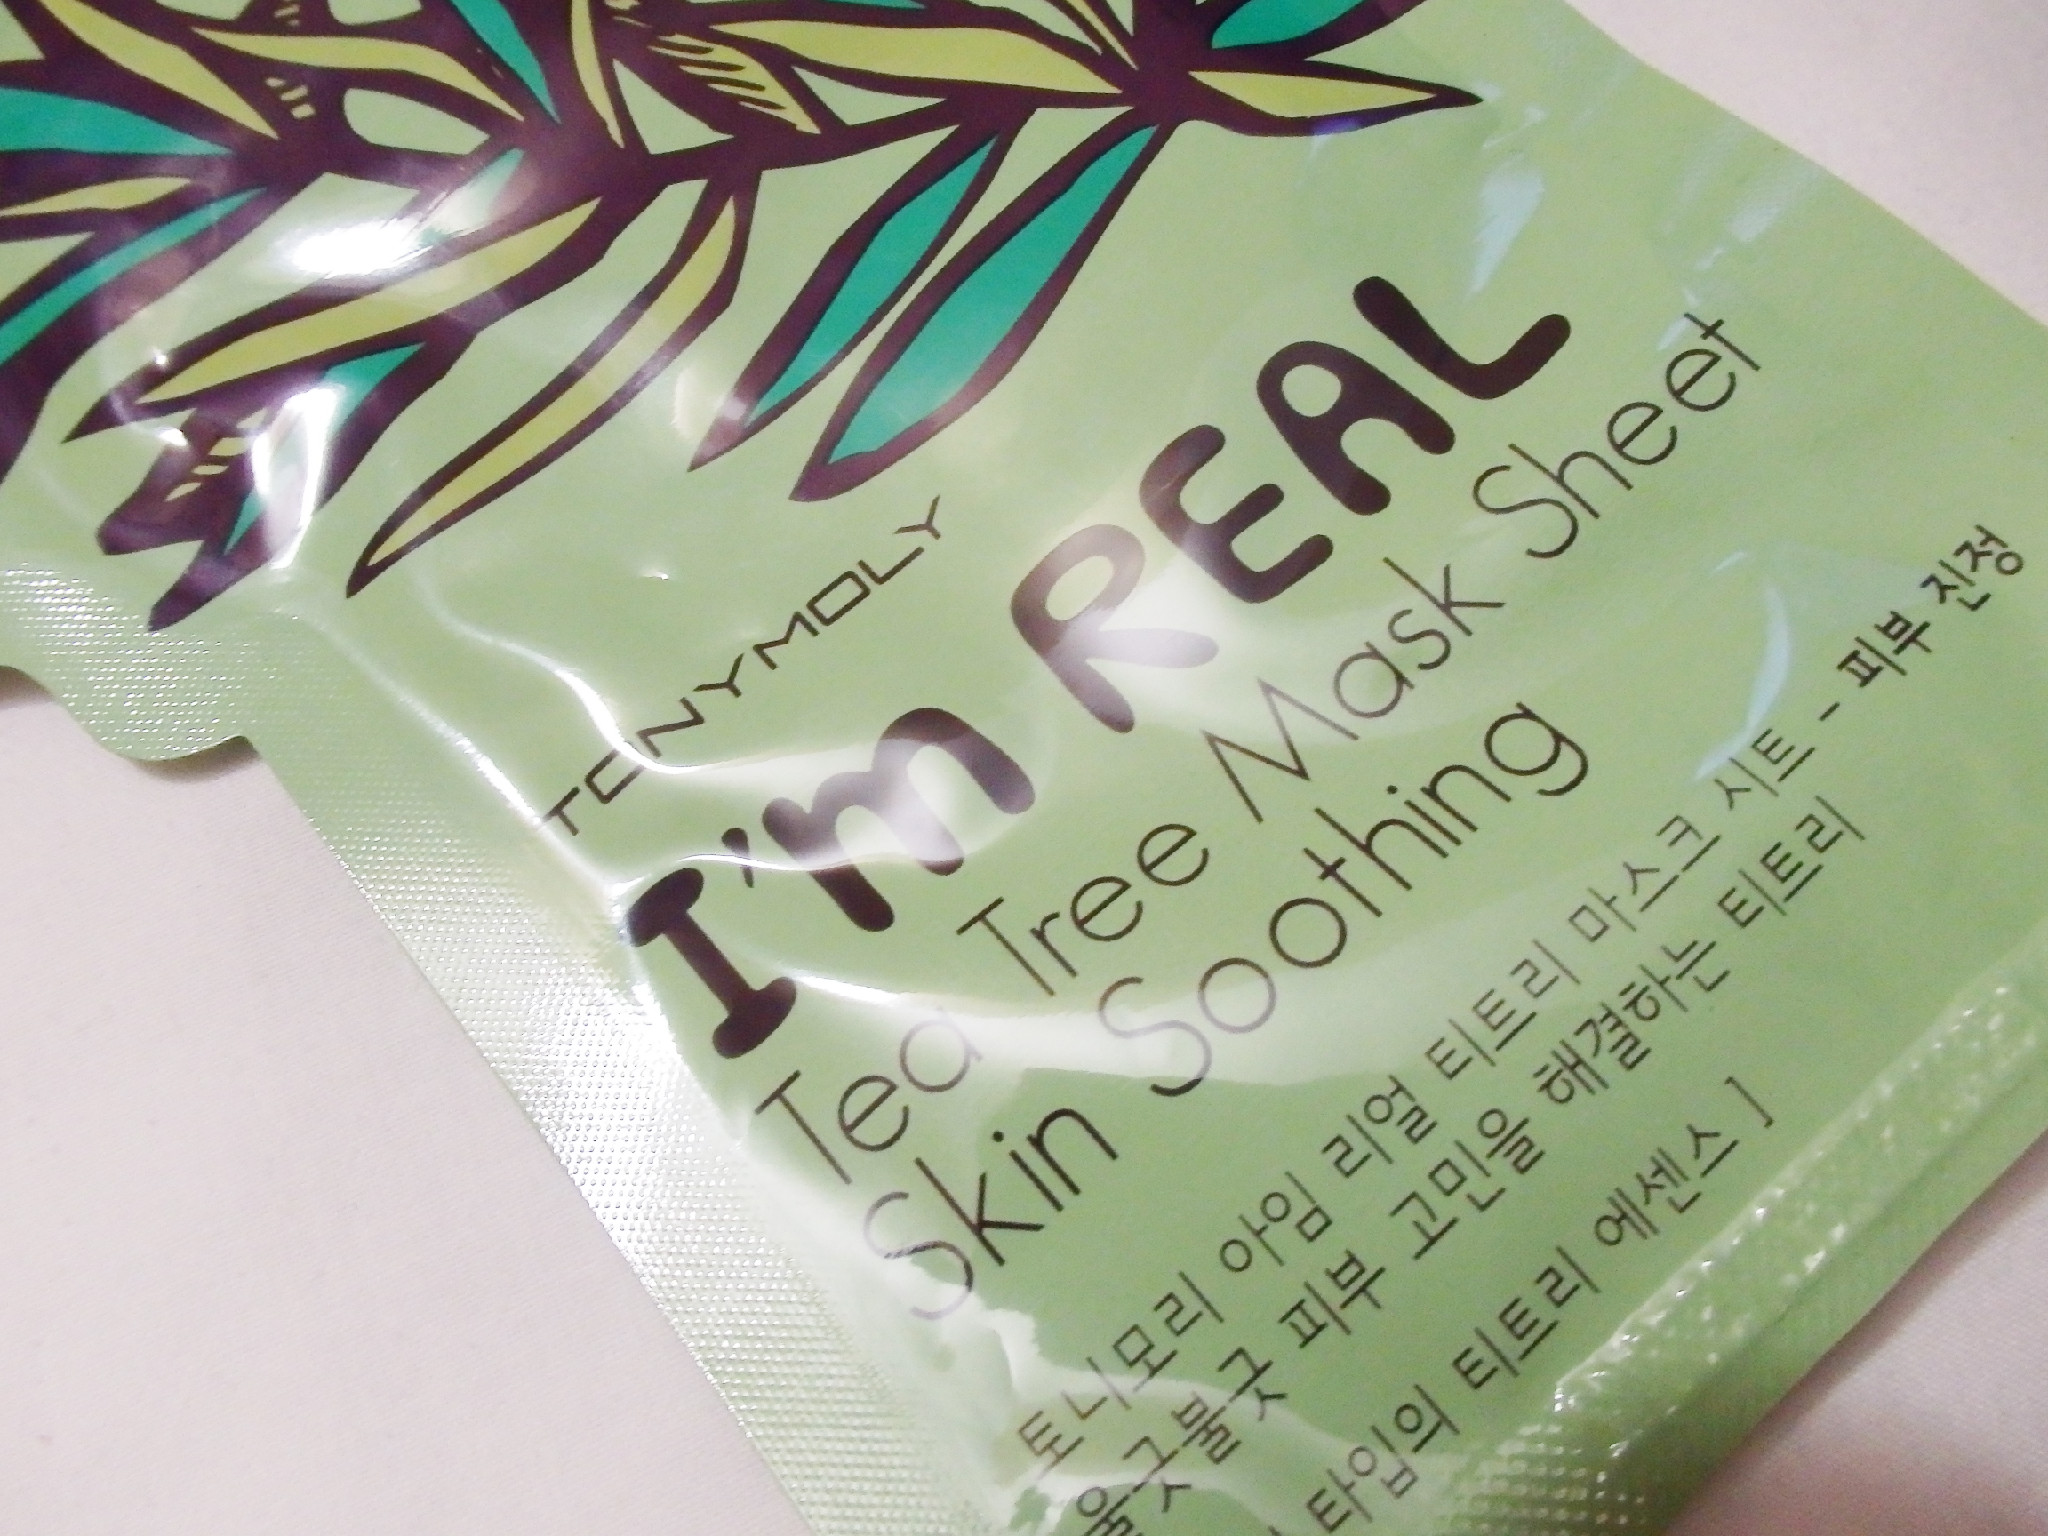 TONYMOLY
I'm REAL
Tea Tree Mask Sheet
Skin Soothing
토니모리 아임 리얼 티트리 마스크 시트 - 피부 진정
울긋불긋 피부 고민을 해결하는 티트리
타입의 티트리 에센스 ]